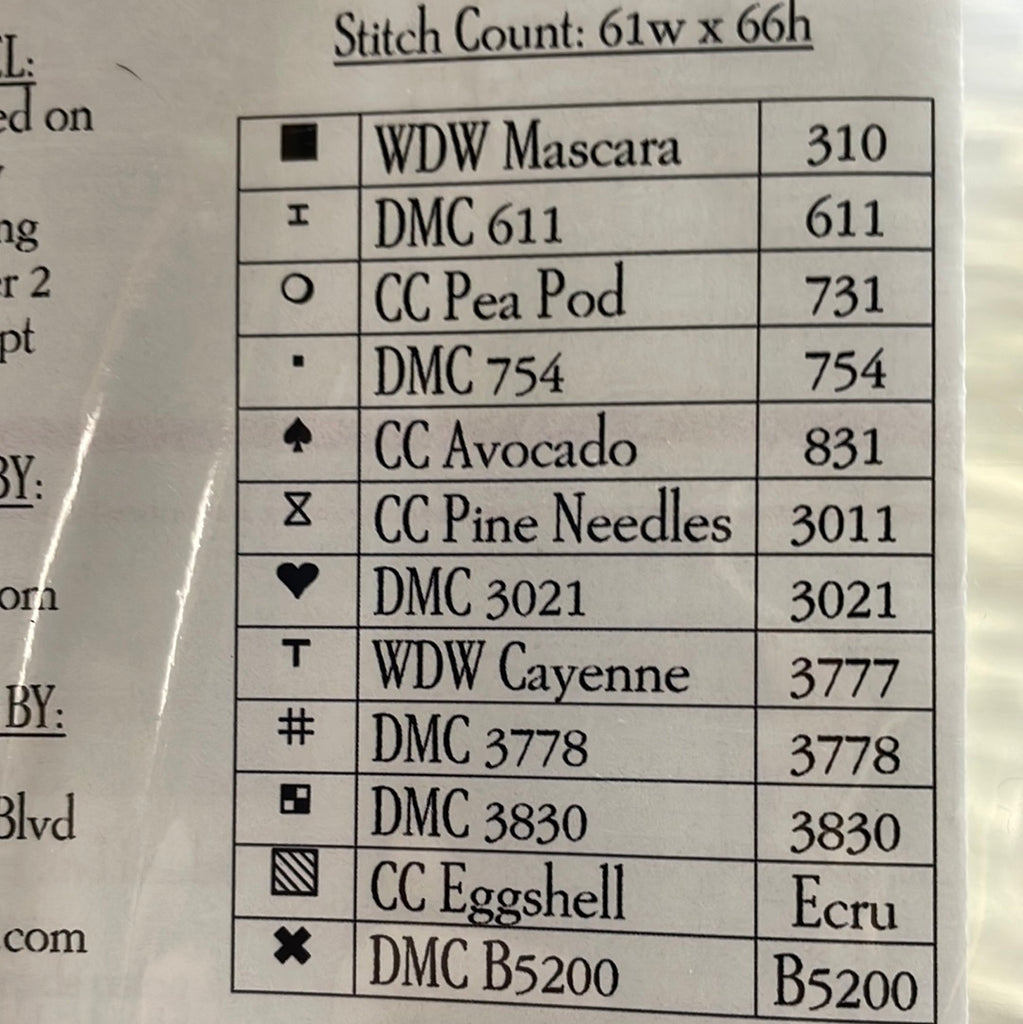 L:
ed on
ng
er 2
pt
BY:
om
BY:
Blvd
.com
Stitch Count: 61w x 66h
WDW Mascara 310
DMC 611 611
CC Pea Pod 731
DMC 754 754
CC Avocado 831
CC Pine Needles 3011
DMC 3021 3021
T WDW Cayenne 3777
# DMC 3778 3778
DMC 3830 3830
CC Eggshell Ecru
DMC B5200 B5200